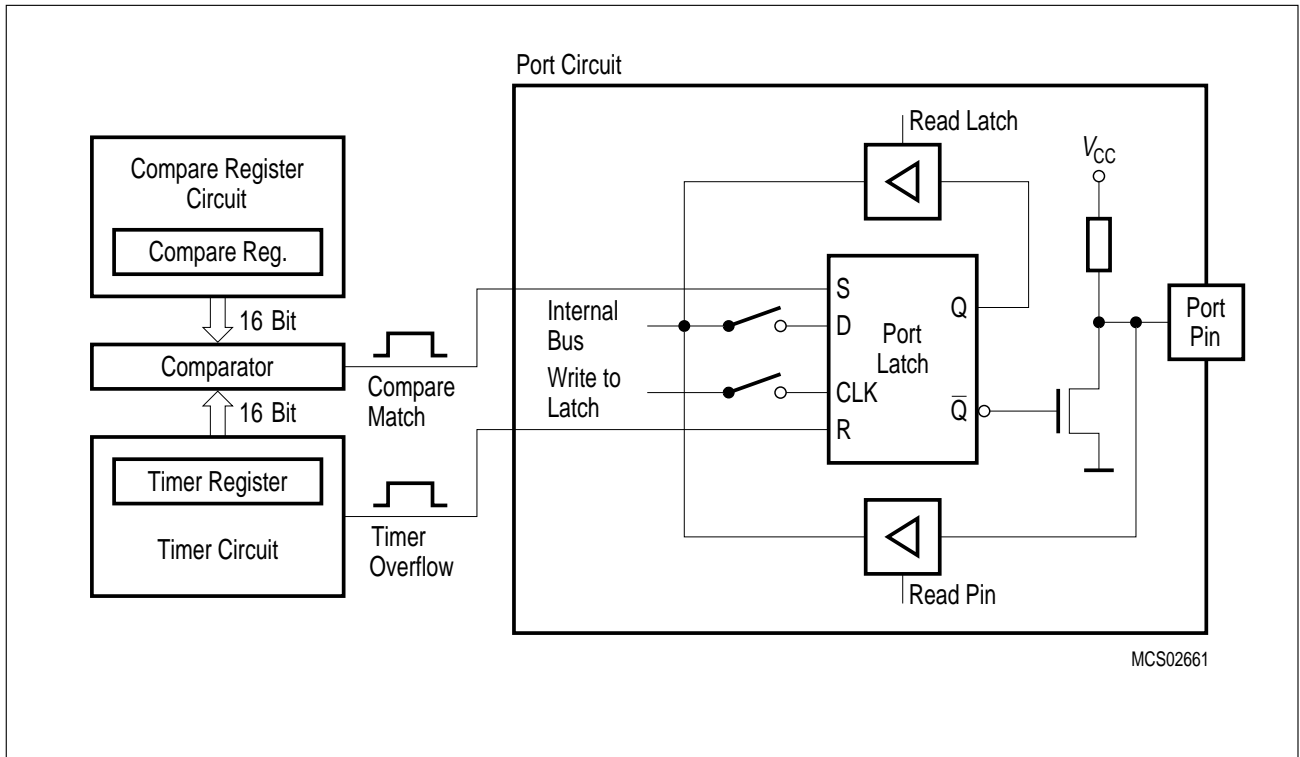 Port Circuit
Compare Register
Circuit
Compare Reg.
16 Bit
Comparator
16 Bit
Timer Register
Timer Circuit
Compare
Match
Timer
Overflow
Read Latch
V_CC
Internal
Bus
Write to
Latch
S
D
CLK
R
Port
Latch
Q
Q̅
Port
Pin
Read Pin
MCS02661